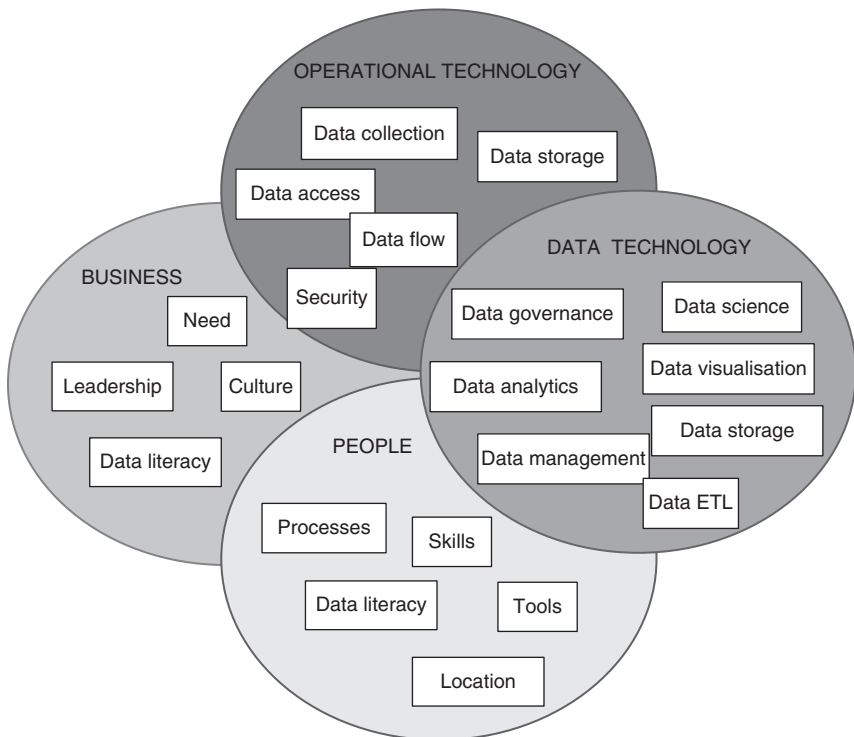 OPERATIONAL TECHNOLOGY
Data collection
Data storage
Data access
Data flow
Security
BUSINESS
Need
Leadership
Culture
Data literacy
DATA TECHNOLOGY
Data governance
Data science
Data analytics
Data visualisation
Data storage
Data management
Data ETL
PEOPLE
Processes
Skills
Data literacy
Tools
Location